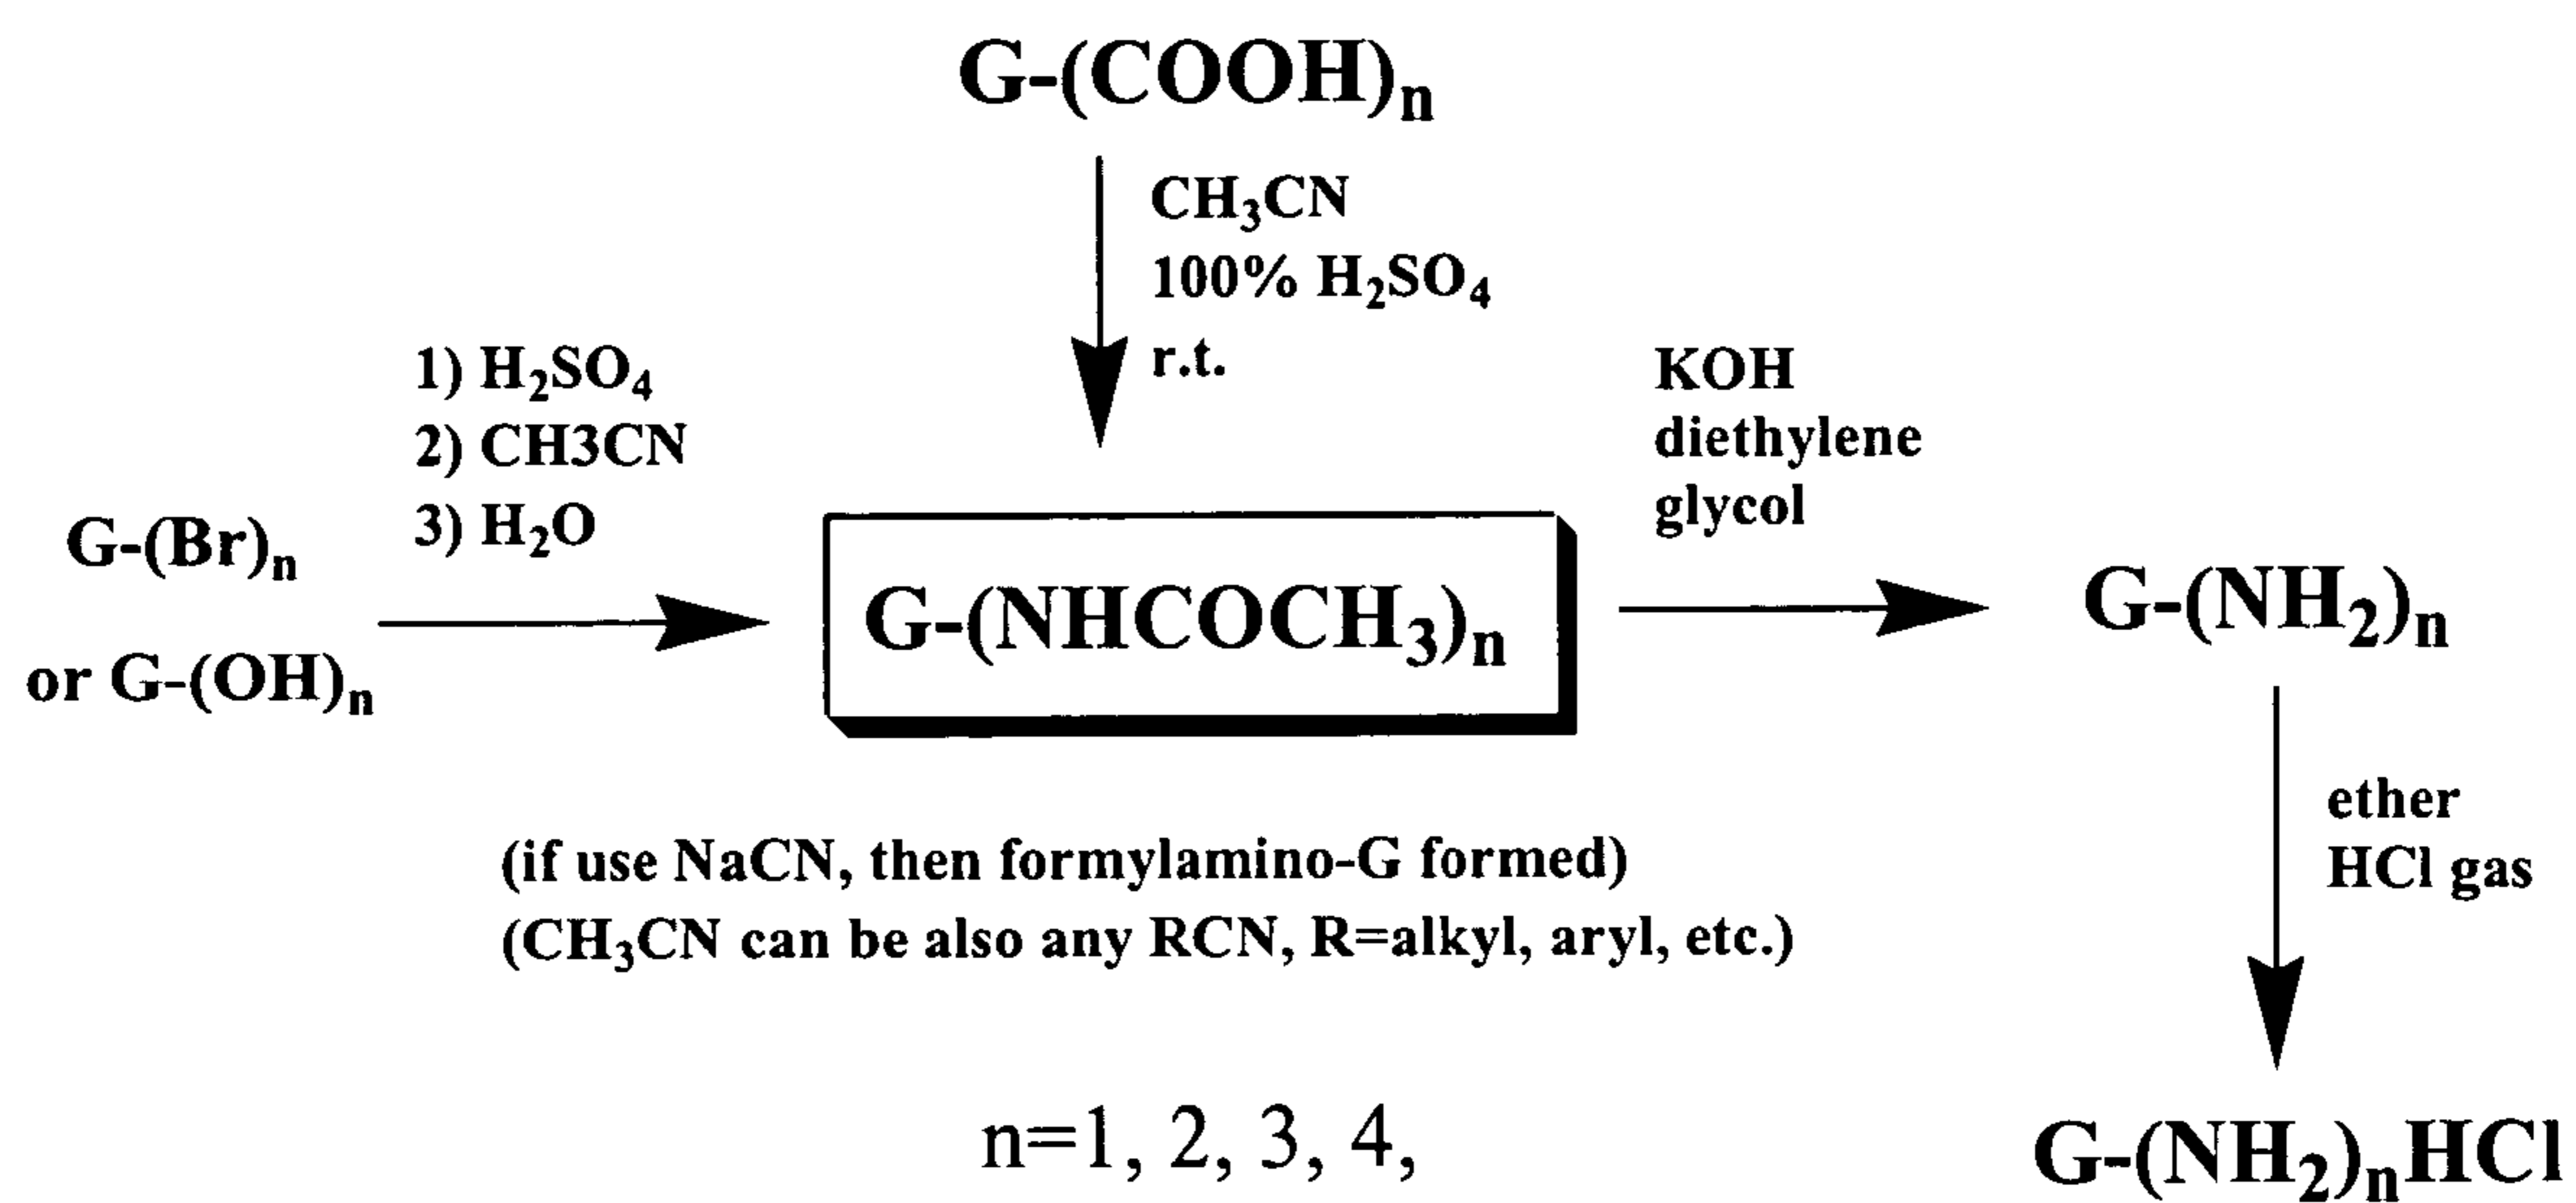 G-(COOH)n
CH3CN
100% H2SO4
r.t.
1) H2SO4
2) CH3CN
3) H2O
KOH
diethylene
glycol
G-(Br)n
or G-(OH)n
G-(NHCOCH3)n
G-(NH2)n
(if use NaCN, then formylamino-G formed)
(CH3CN can be also any RCN, R=alkyl, aryl, etc.)
ether
HCl gas
n=1, 2, 3, 4,
G-(NH2)nHCl